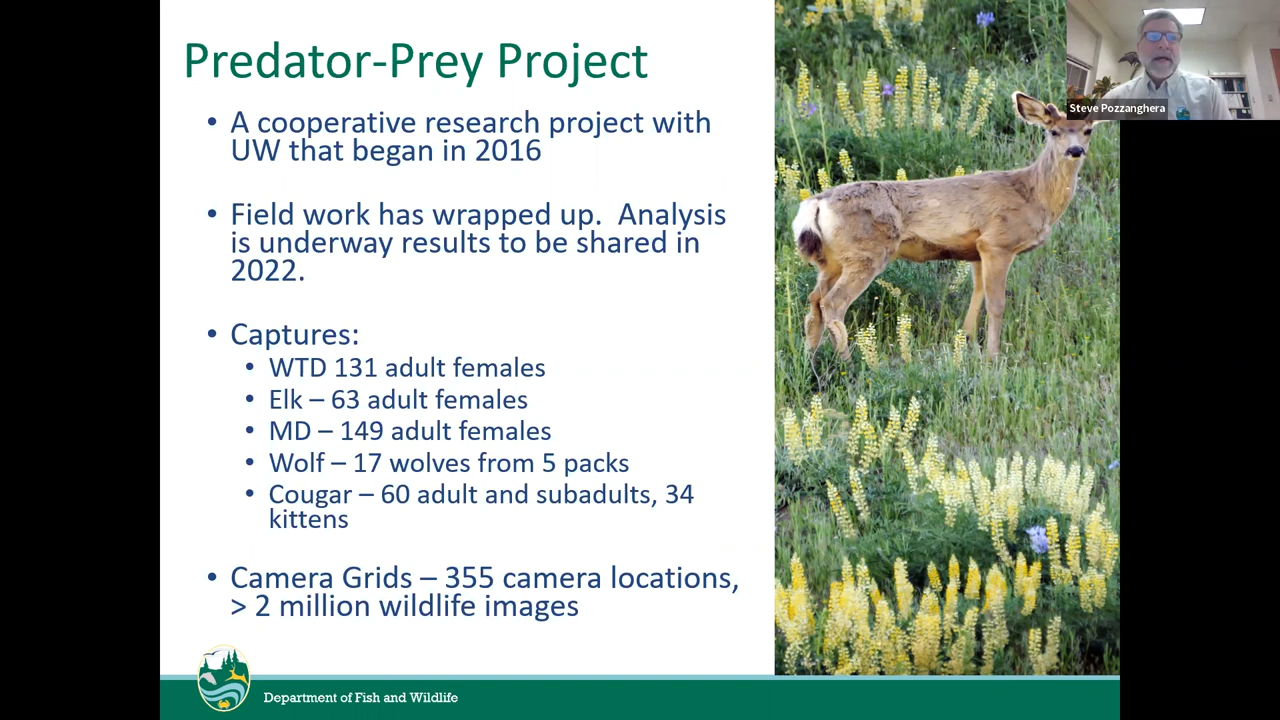 Predator-Prey Project
Steve Pozzanghera
• A cooperative research project with
UW that began in 2016
• Field work has wrapped up.  Analysis
is underway results to be shared in
2022.
• Captures:
• WTD 131 adult females
• Elk – 63 adult females
• MD – 149 adult females
• Wolf – 17 wolves from 5 packs
• Cougar – 60 adult and subadults, 34
kittens
• Camera Grids – 355 camera locations,
> 2 million wildlife images
Department of Fish and Wildlife